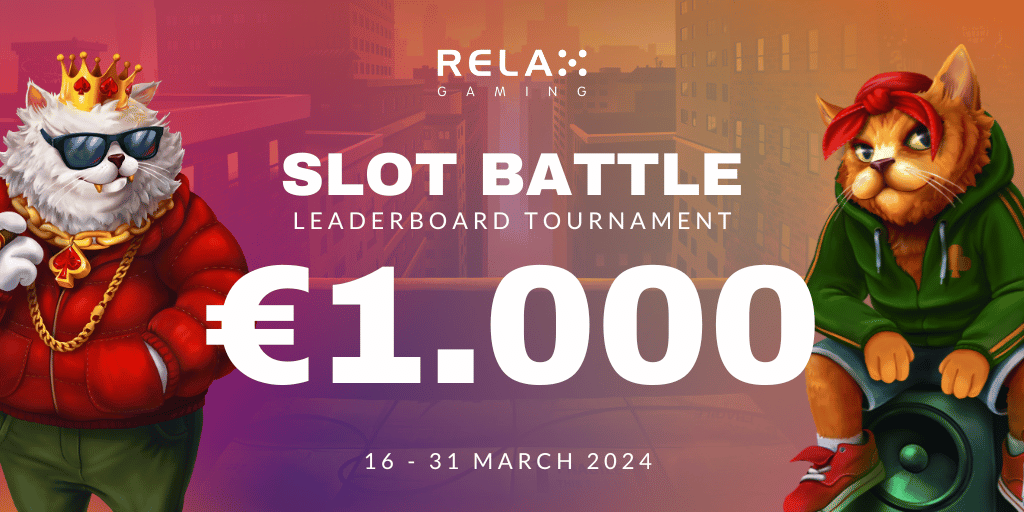 RELAX
GAMING
SLOT BATTLE
LEADERBOARD TOURNAMENT
€1.000
16 - 31 MARCH 2024